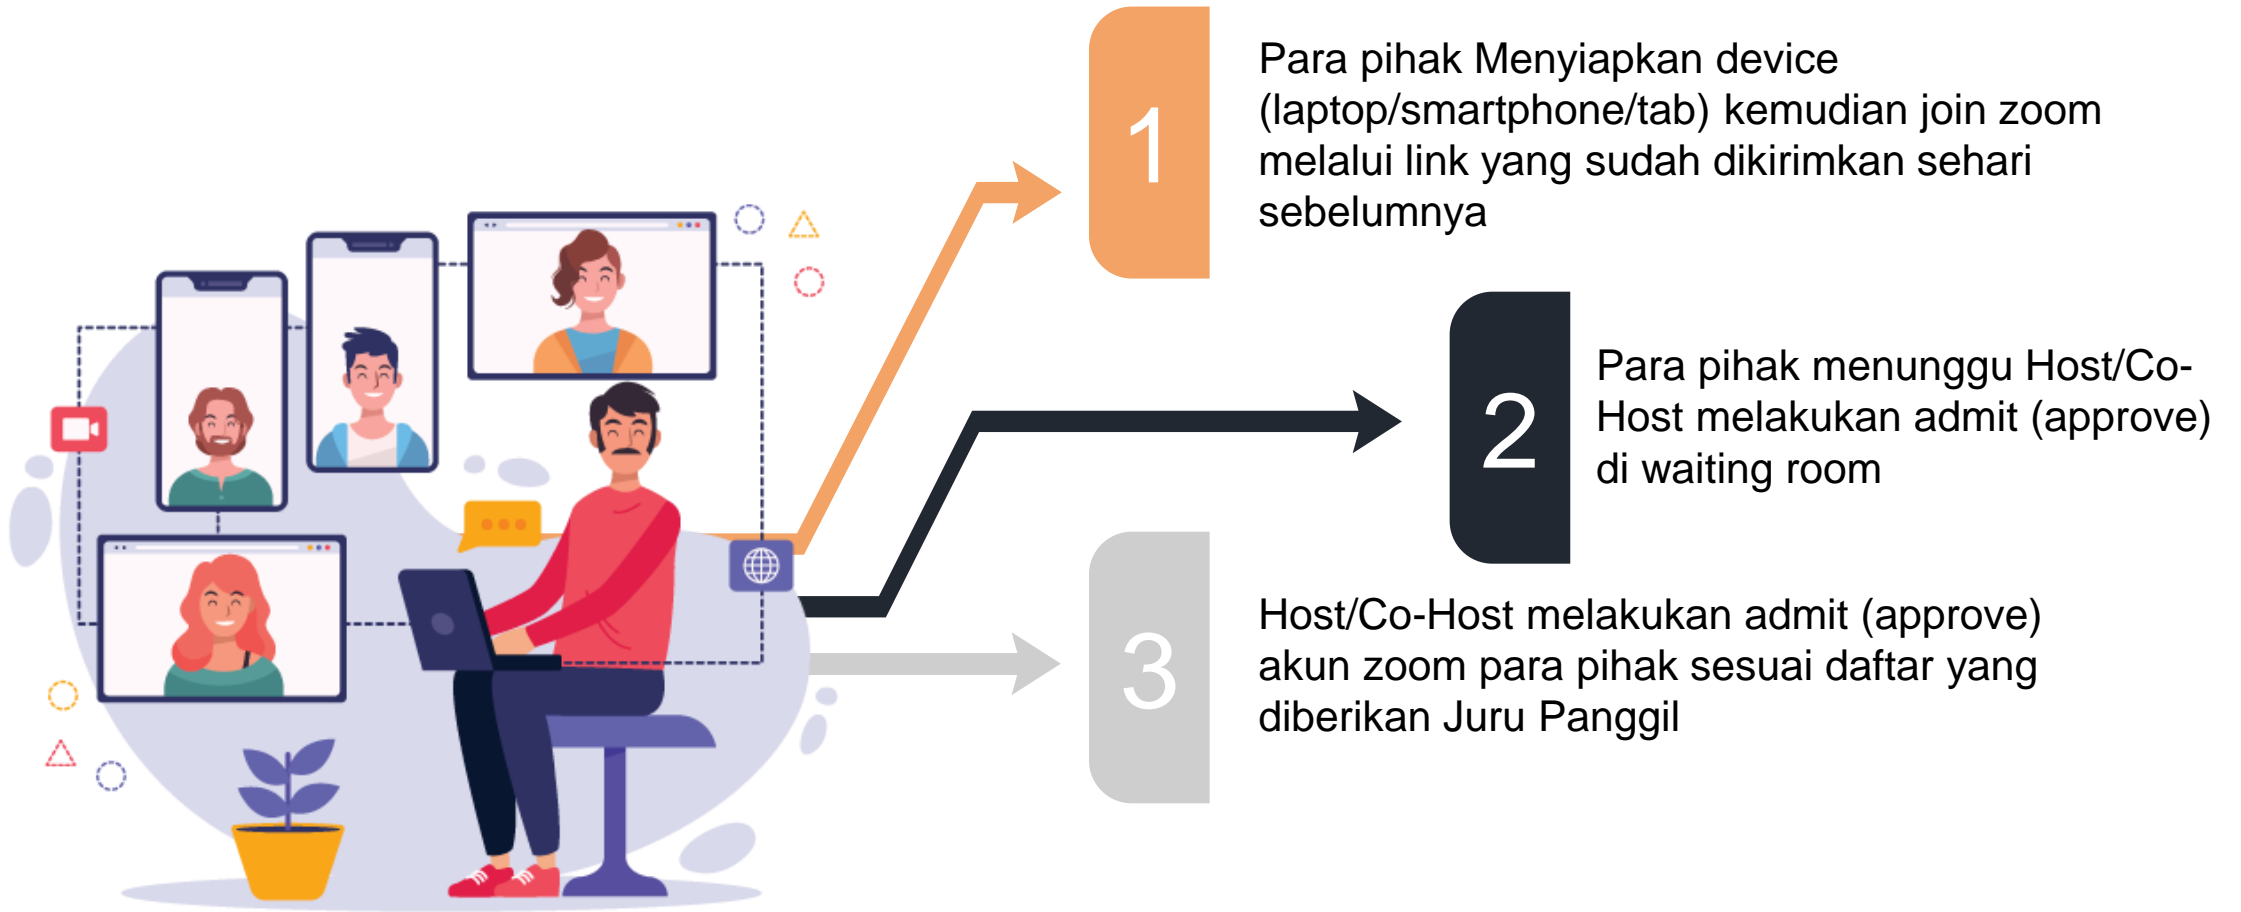 1
Para pihak Menyiapkan device
(laptop/smartphone/tab) kemudian join zoom
melalui link yang sudah dikirimkan sehari
sebelumnya
2
Para pihak menunggu Host/Co-
Host melakukan admit (approve)
di waiting room
3
Host/Co-Host melakukan admit (approve)
akun zoom para pihak sesuai daftar yang
diberikan Juru Panggil